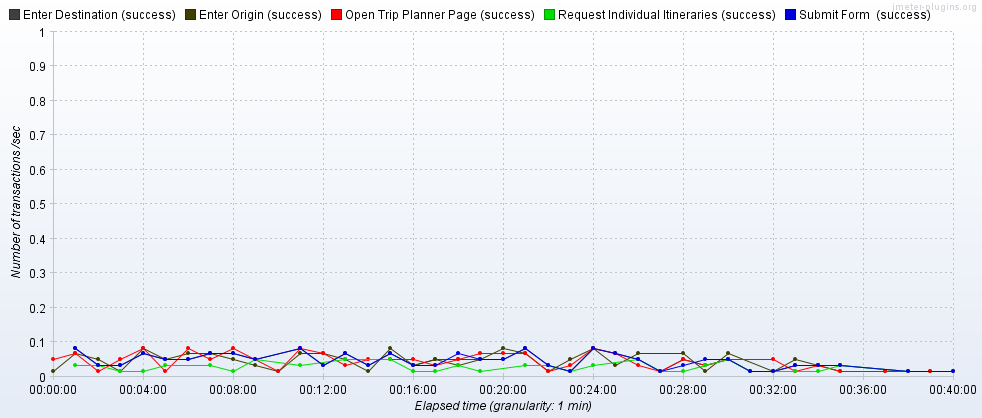 jmeter-plugins.org
Enter Destination (success) Enter Origin (success) Open Trip Planner Page (success) Request Individual Itineraries (success) Submit Form (success)
1
0.9
0.8
0.7
0.6
0.5
0.4
0.3
0.2
0.1
0
Number of transactions /sec
00:00:00 00:04:00 00:08:00 00:12:00 00:16:00 00:20:00 00:24:00 00:28:00 00:32:00 00:36:00 00:40:00
Elapsed time (granularity: 1 min)